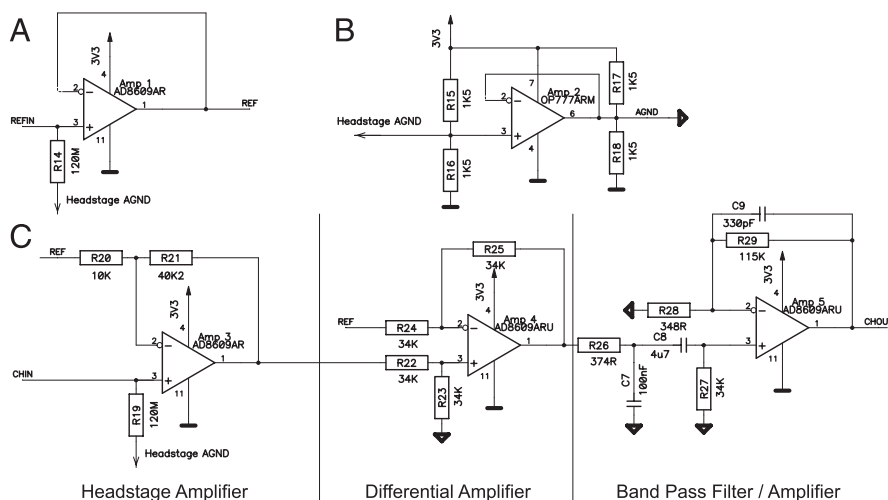 A
3V3
4
Amp 1
AD8609AR
2
1
REF
REFIN
3
11
R14
120M
Headstage AGND
B
3V3
R15
1K5
7
Amp 2
OP777ARM
2
R17
1K5
Headstage AGND
3
6
AGND
4
R16
1K5
R18
1K5
C
REF
R20
10K
R21
40K2
3V3
4
Amp 3
AD8609AR
2
1
CHIN
3
11
R19
120M
Headstage AGND
Headstage Amplifier
R25
34K
3V3
4
Amp 4
AD8609ARU
REF
R24
34K
2
1
R22
34K
3
11
R23
34K
Differential Amplifier
C9
330pF
R29
115K
3V3
4
Amp 5
AD8609ARU
R28
348R
2
1
CHOU
R26
374R
C8
4u7
3
11
C7
100nF
R27
34K
Band Pass Filter / Amplifier